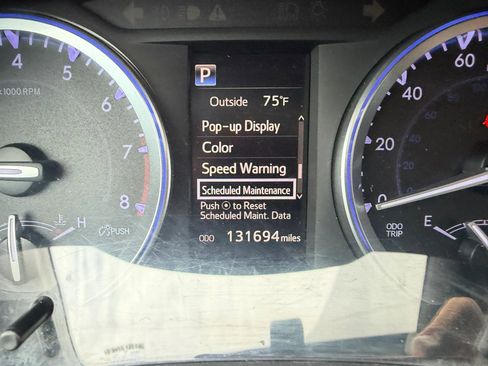 P
Outside 75°F
Pop-up Display
Color
Speed Warning
Scheduled Maintenance
Push ⊙ to Reset
Scheduled Maint. Data
ODO 131694 miles
4 5 6 7 8
x1000 RPM
H
PUSH
0 20 40 60
ODO
TRIP
E